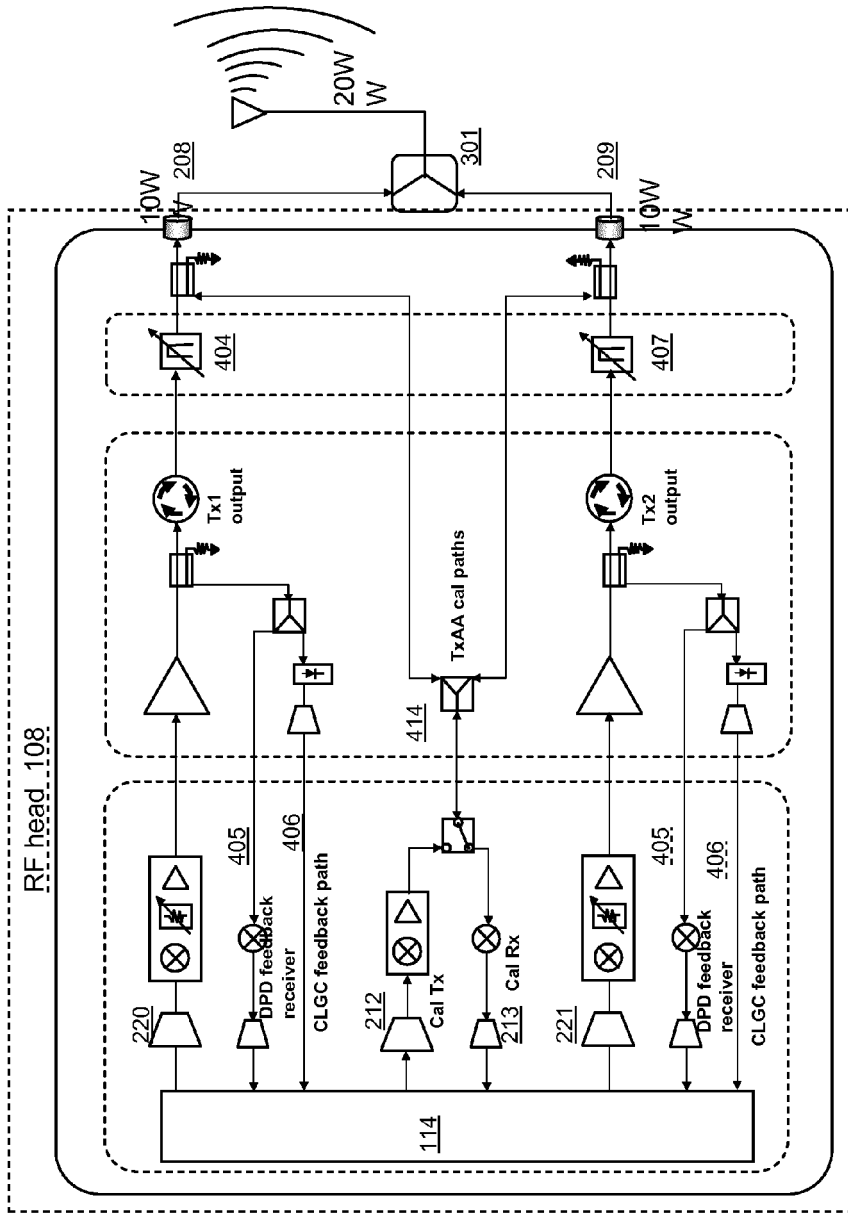 RF head 108
20W
W
10W
W
208
301
209
10W
W
404
407
Tx1
output
TxAA cal paths
414
Tx2
output
220
405
DPD feedback
receiver
406
CLGC feedback path
212
Cal Tx
Cal Rx
213
221
405
DPD feedback
receiver
406
CLGC feedback path
114